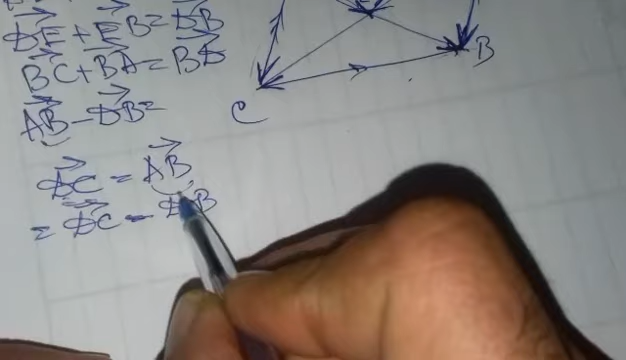 DE + EB = DB
BC + BA = BD
AB - DB =
DC = AB
= DC - DB
B
C